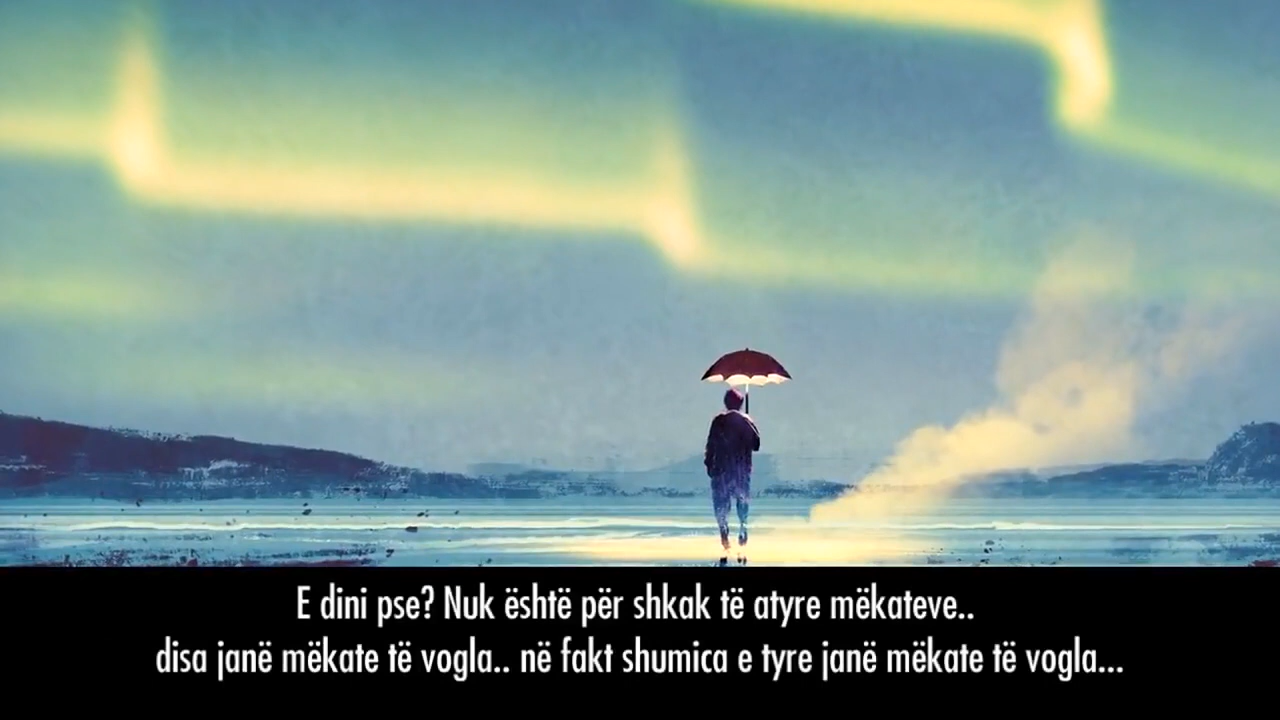 E dini pse? Nuk është për shkak të atyre mëkateve..
disa janë mëkate të vogla.. në fakt shumica e tyre janë mëkate të vogla...